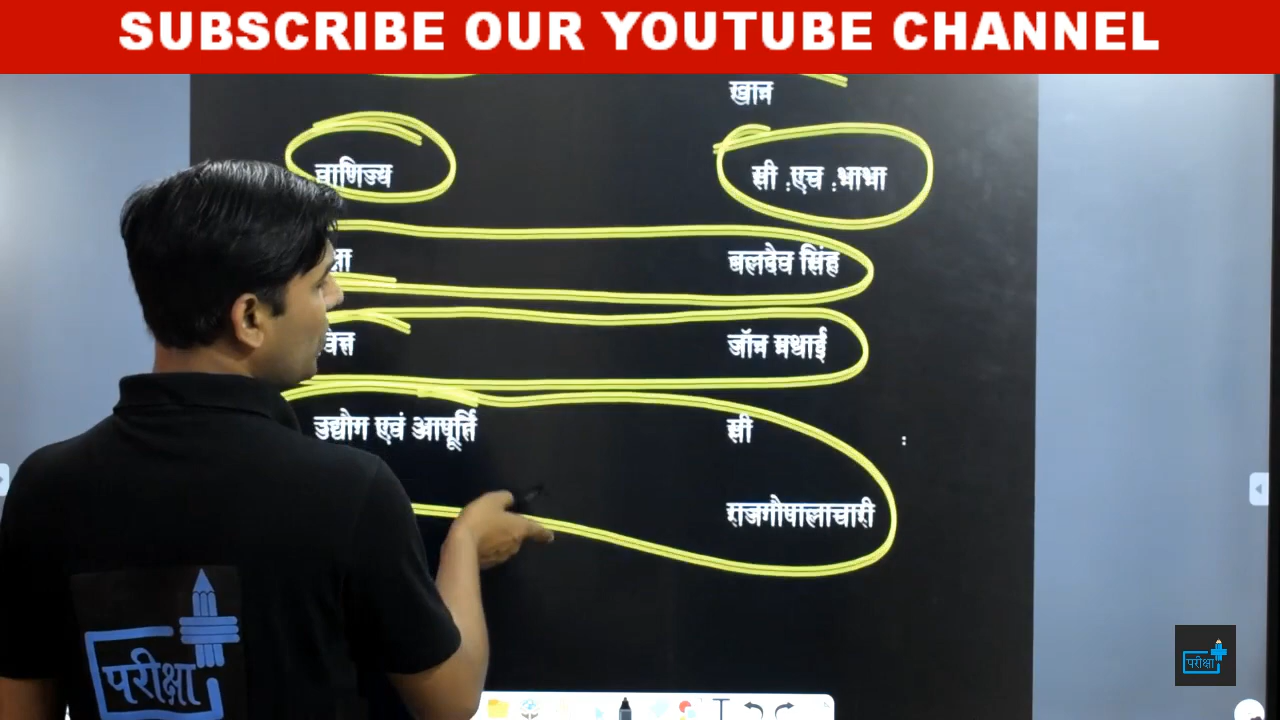 SUBSCRIBE OUR YOUTUBE CHANNEL
खान
वाणिज्य सी .एच .भाभा
क्षा बलदेव सिंह
वित्त जॉन मथाई
उद्योग एवं आपूर्ति सी :
राजगोपालाचारी
परीक्षा
परीक्षा